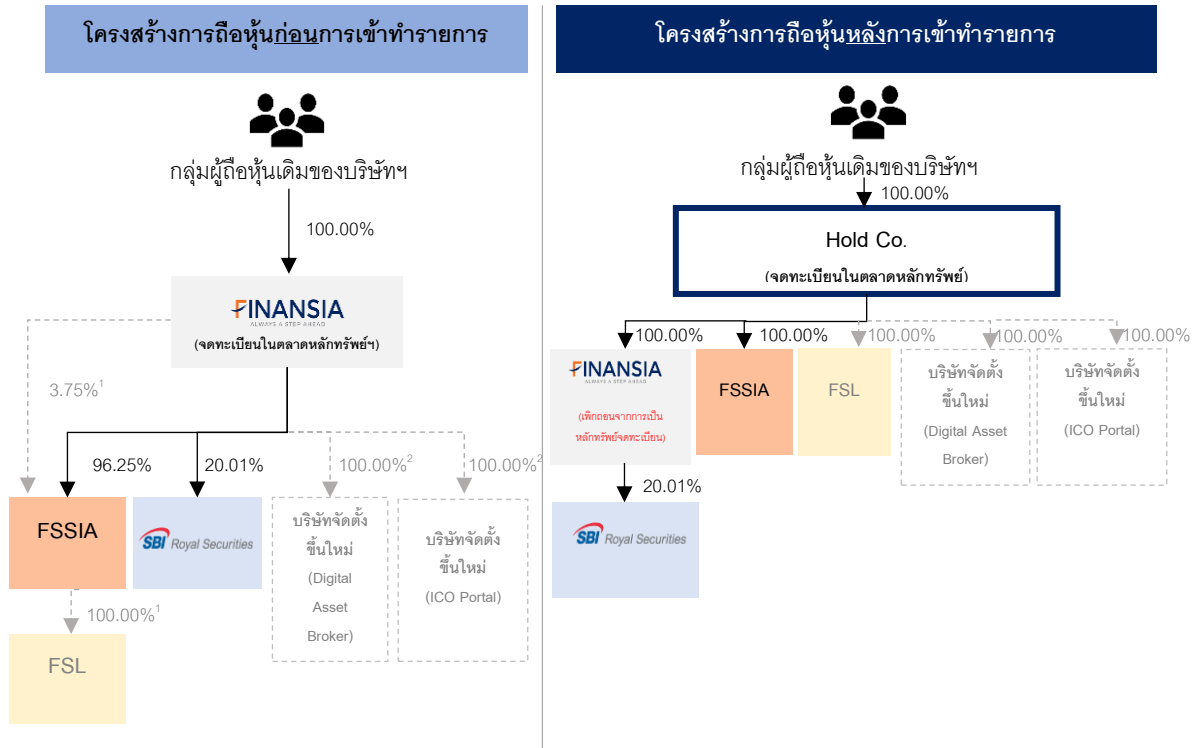 โครงสร้างการถือหุ้นก่อนการเข้าทำรายการ
กลุ่มผู้ถือหุ้นเดิมของบริษัทฯ
100.00%
FINANSIA
ALWAYS A STEP AHEAD
(จดทะเบียนในตลาดหลักทรัพย์ฯ)
3.75%¹
96.25%
20.01%
100.00%²
100.00%²
FSSIA
SBI Royal Securities
บริษัทจัดตั้ง
ขึ้นใหม่
(Digital
Asset
Broker)
บริษัทจัดตั้ง
ขึ้นใหม่
(ICO Portal)
100.00%¹
FSL
โครงสร้างการถือหุ้นหลังการเข้าทำรายการ
กลุ่มผู้ถือหุ้นเดิมของบริษัทฯ
100.00%
Hold Co.
(จดทะเบียนในตลาดหลักทรัพย์)
100.00%
100.00%
100.00%
100.00%
100.00%
FINANSIA
ALWAYS A STEP AHEAD
(เพิกถอนจากการเป็น
หลักทรัพย์จดทะเบียน)
FSSIA
FSL
บริษัทจัดตั้ง
ขึ้นใหม่
(Digital Asset
Broker)
บริษัทจัดตั้ง
ขึ้นใหม่
(ICO Portal)
20.01%
SBI Royal Securities